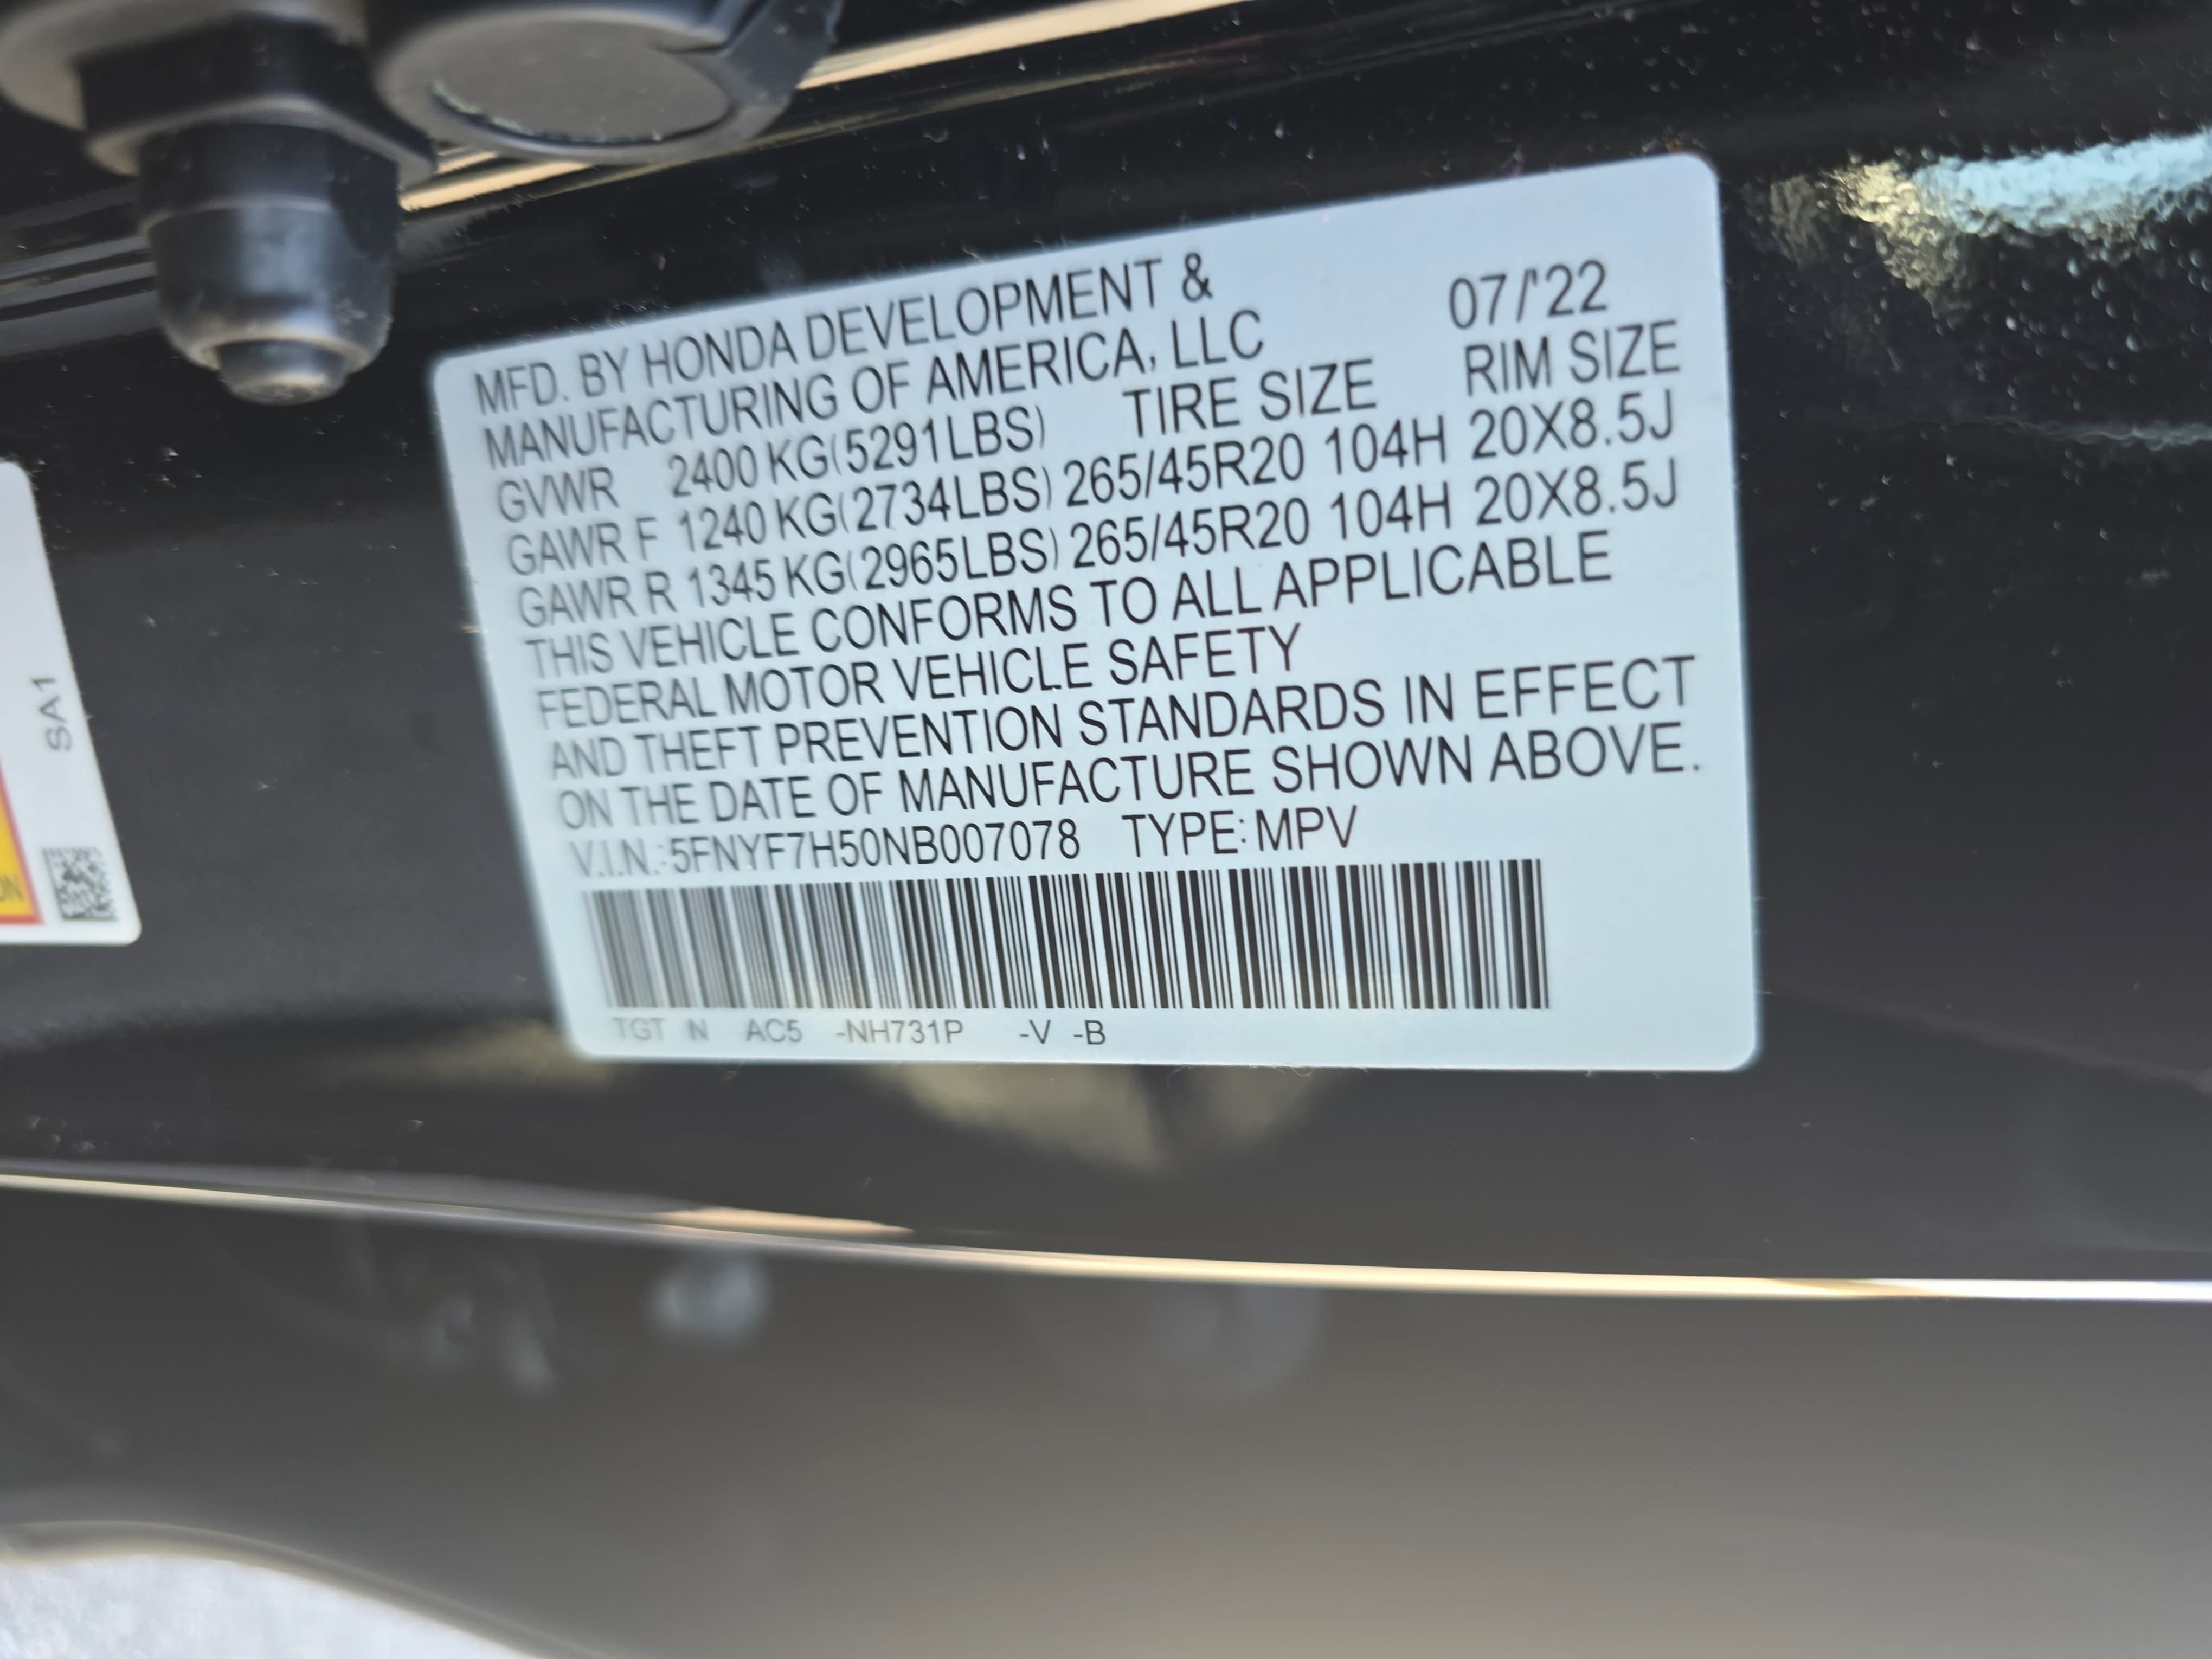 MFD. BY HONDA DEVELOPMENT & 07/'22
MANUFACTURING OF AMERICA, LLC
GVWR 2400 KG(5291LBS) TIRE SIZE RIM SIZE
GAWR F 1240 KG(2734LBS) 265/45R20 104H 20X8.5J
GAWR R 1345 KG(2965LBS) 265/45R20 104H 20X8.5J
THIS VEHICLE CONFORMS TO ALL APPLICABLE
FEDERAL MOTOR VEHICLE SAFETY
AND THEFT PREVENTION STANDARDS IN EFFECT
ON THE DATE OF MANUFACTURE SHOWN ABOVE.
V.I.N.: 5FNYF7H50NB007078 TYPE: MPV
TGT N AC5 -NH731P -V -B
SA1